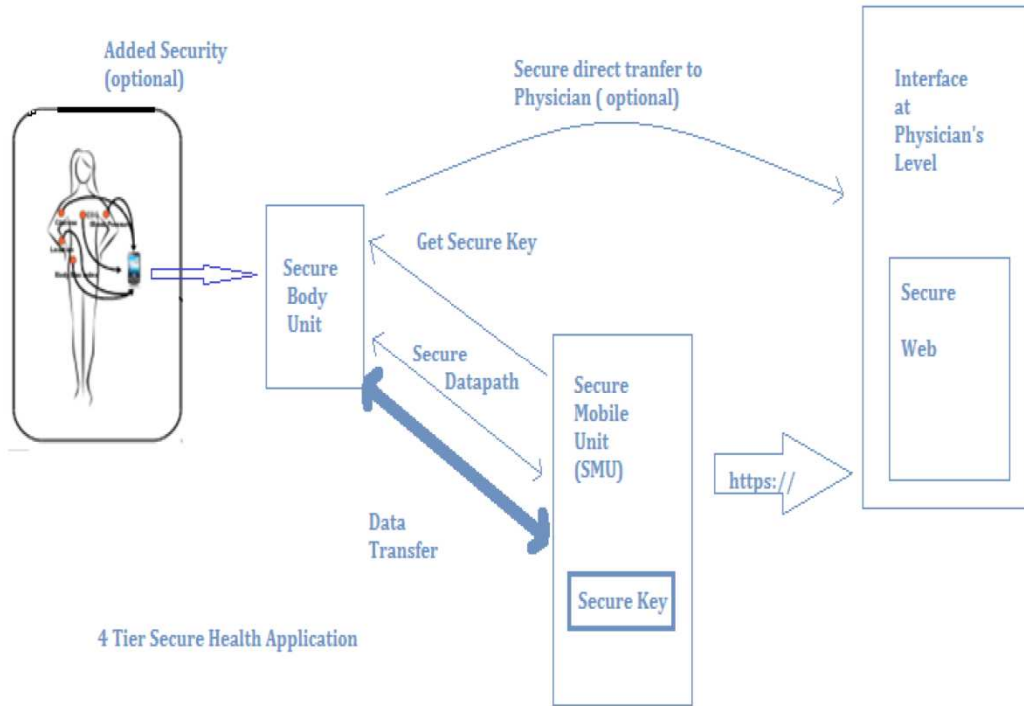 Added Security
(optional)
Secure direct tranfer to
Physician ( optional)
Interface
at
Physician's
Level
Get Secure Key
Secure
Body
Unit
Secure
Web
Secure
Datapath
Secure
Mobile
Unit
(SMU)
https://
Data
Transfer
Secure Key
4 Tier Secure Health Application